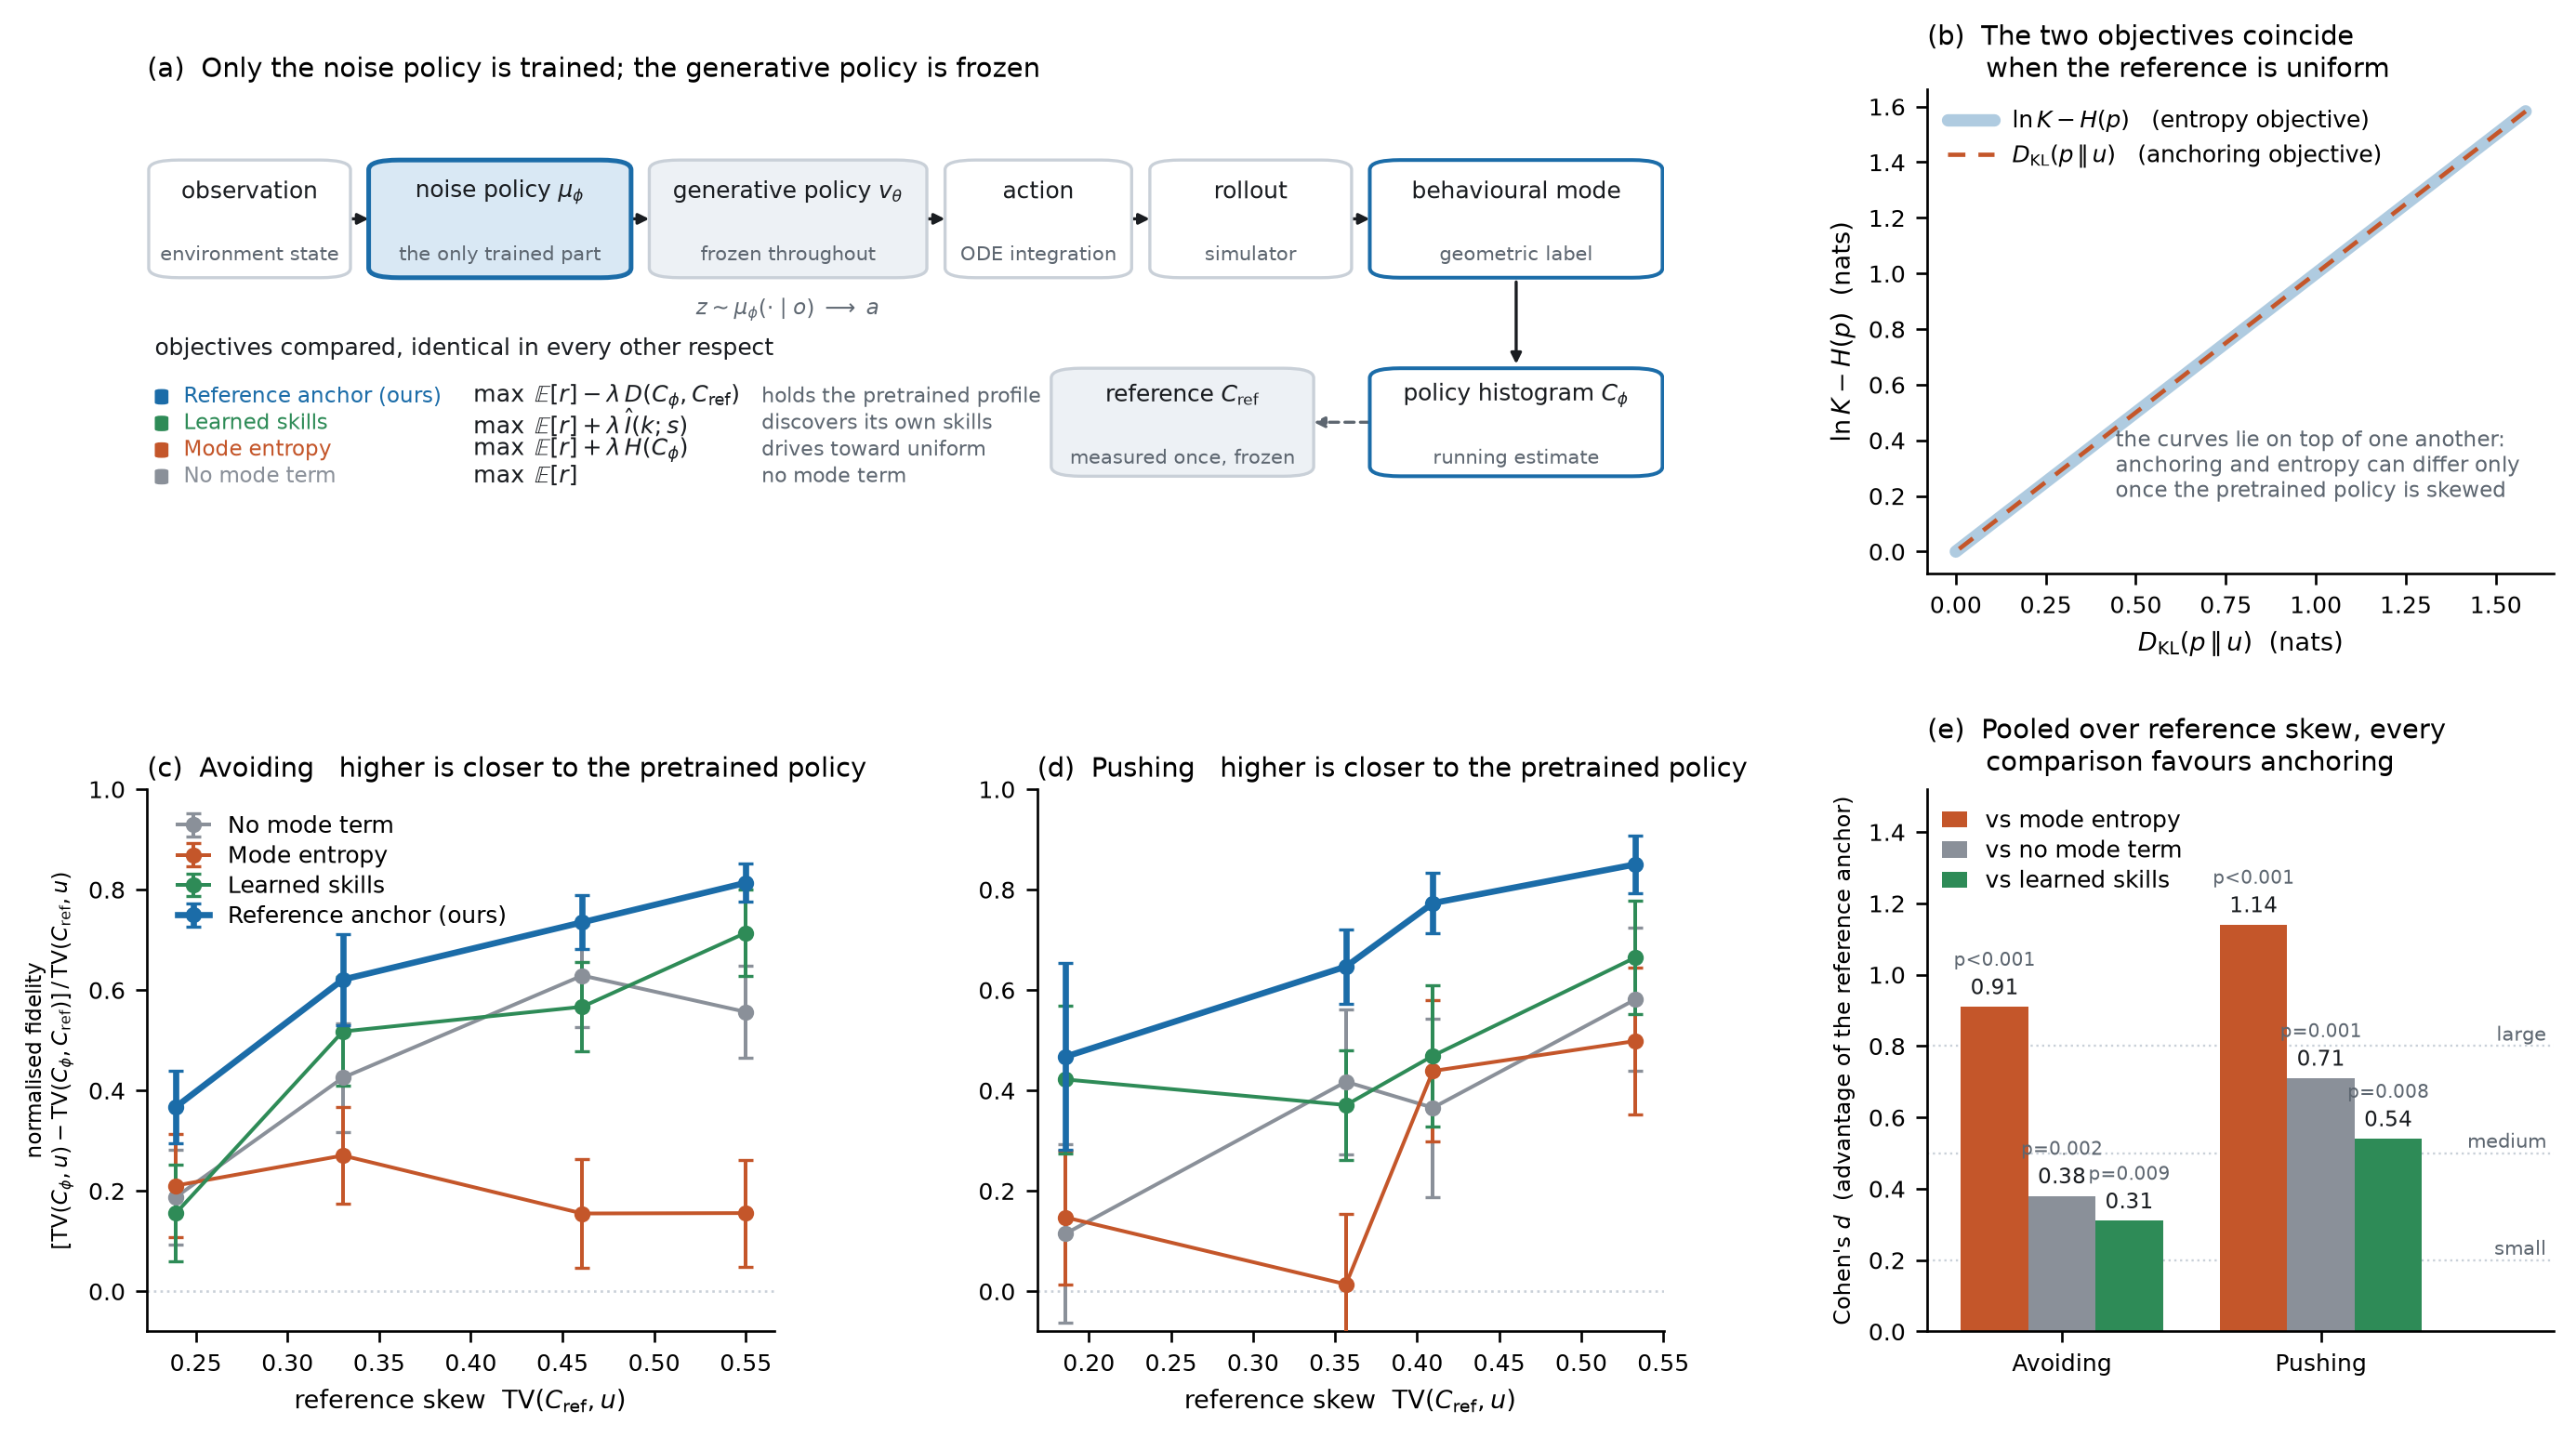 (a) Only the noise policy is trained; the generative policy is frozen
observation
environment state
noise policy μϕ
the only trained part
generative policy vθ
frozen throughout
action
ODE integration
rollout
simulator
behavioural mode
geometric label
z ~ μϕ(· | o) ⟶ a
objectives compared, identical in every other respect
Reference anchor (ours) max 𝔼[r] − λ D(Cϕ, Cref) holds the pretrained profile
Learned skills max 𝔼[r] + λ Î(k; s) discovers its own skills
Mode entropy max 𝔼[r] + λ H(Cϕ) drives toward uniform
No mode term max 𝔼[r] no mode term
reference Cref
measured once, frozen
policy histogram Cϕ
running estimate
(b) The two objectives coincide
when the reference is uniform
ln K − H(p) (entropy objective)
DKL(p ∥ u) (anchoring objective)
the curves lie on top of one another:
anchoring and entropy can differ only
once the pretrained policy is skewed
ln K − H(p) (nats)
1.6
1.4
1.2
1.0
0.8
0.6
0.4
0.2
0.0
0.00 0.25 0.50 0.75 1.00 1.25 1.50
DKL(p ∥ u) (nats)
(c) Avoiding higher is closer to the pretrained policy
No mode term
Mode entropy
Learned skills
Reference anchor (ours)
normalised fidelity
[TV(Cϕ, u) − TV(Cϕ, Cref)] / TV(Cref, u)
1.0
0.8
0.6
0.4
0.2
0.0
0.25 0.30 0.35 0.40 0.45 0.50 0.55
reference skew TV(Cref, u)
(d) Pushing higher is closer to the pretrained policy
1.0
0.8
0.6
0.4
0.2
0.0
0.20 0.25 0.30 0.35 0.40 0.45 0.50 0.55
reference skew TV(Cref, u)
(e) Pooled over reference skew, every
comparison favours anchoring
vs mode entropy
vs no mode term
vs learned skills
Cohen's d (advantage of the reference anchor)
1.4
1.2
1.0
0.8
0.6
0.4
0.2
0.0
p<0.001
0.91
p=0.002
0.38
p=0.009
0.31
p<0.001
1.14
p=0.001
0.71
p=0.008
0.54
large
medium
small
Avoiding Pushing